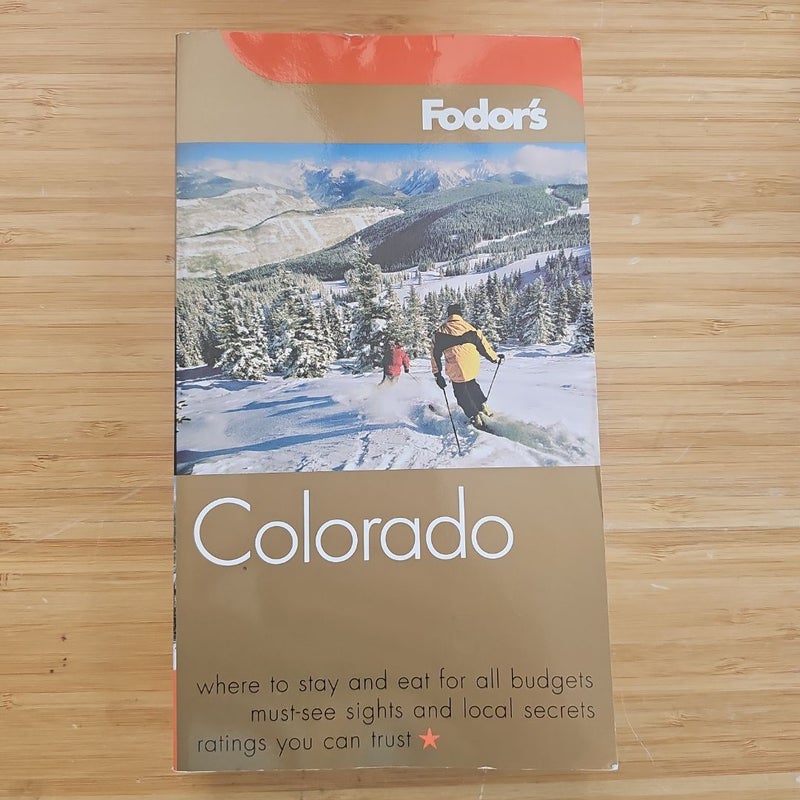 Fodor's
Colorado
where to stay and eat for all budgets
must-see sights and local secrets
ratings you can trust